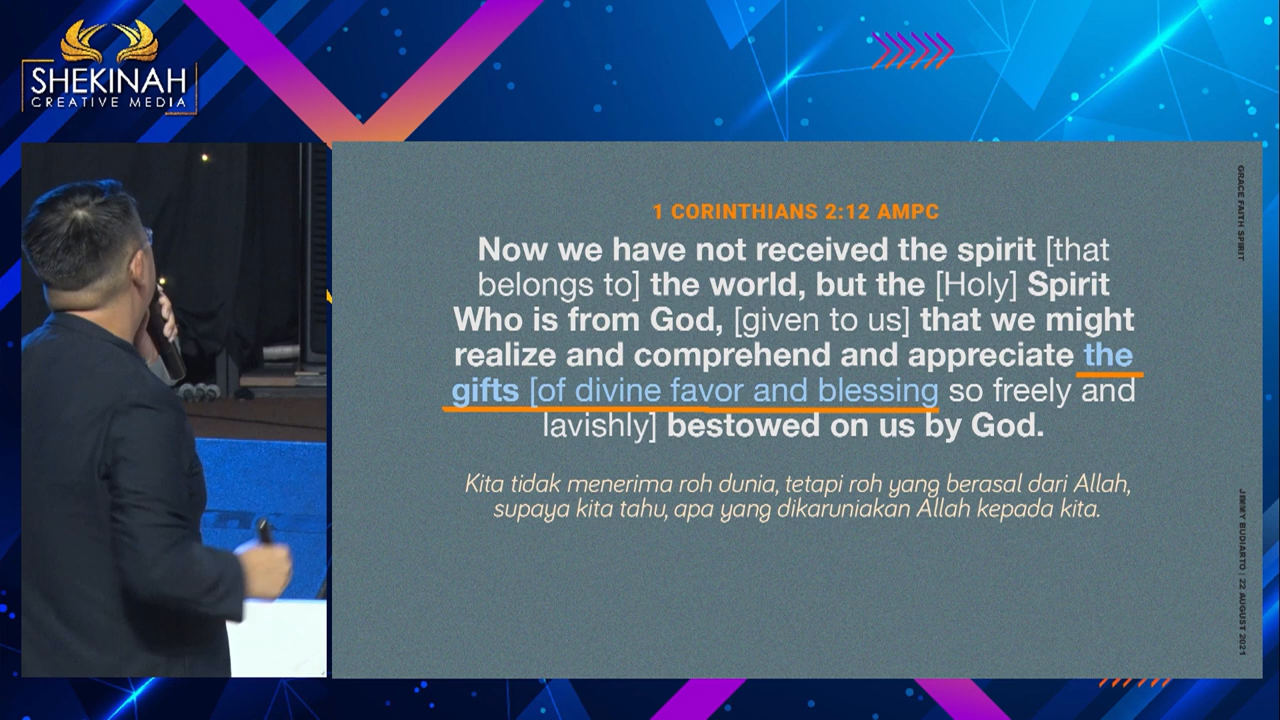 SHEKINAH
CREATIVE MEDIA
1 CORINTHIANS 2:12 AMPC
Now we have not received the spirit [that
belongs to] the world, but the [Holy] Spirit
Who is from God, [given to us] that we might
realize and comprehend and appreciate the
gifts [of divine favor and blessing so freely and
lavishly] bestowed on us by God.
Kita tidak menerima roh dunia, tetapi roh yang berasal dari Allah,
supaya kita tahu, apa yang dikaruniakan Allah kepada kita.
GRACE FAITH SPIRIT
JIMMY BUDIARTO | 22 AUGUST 2021